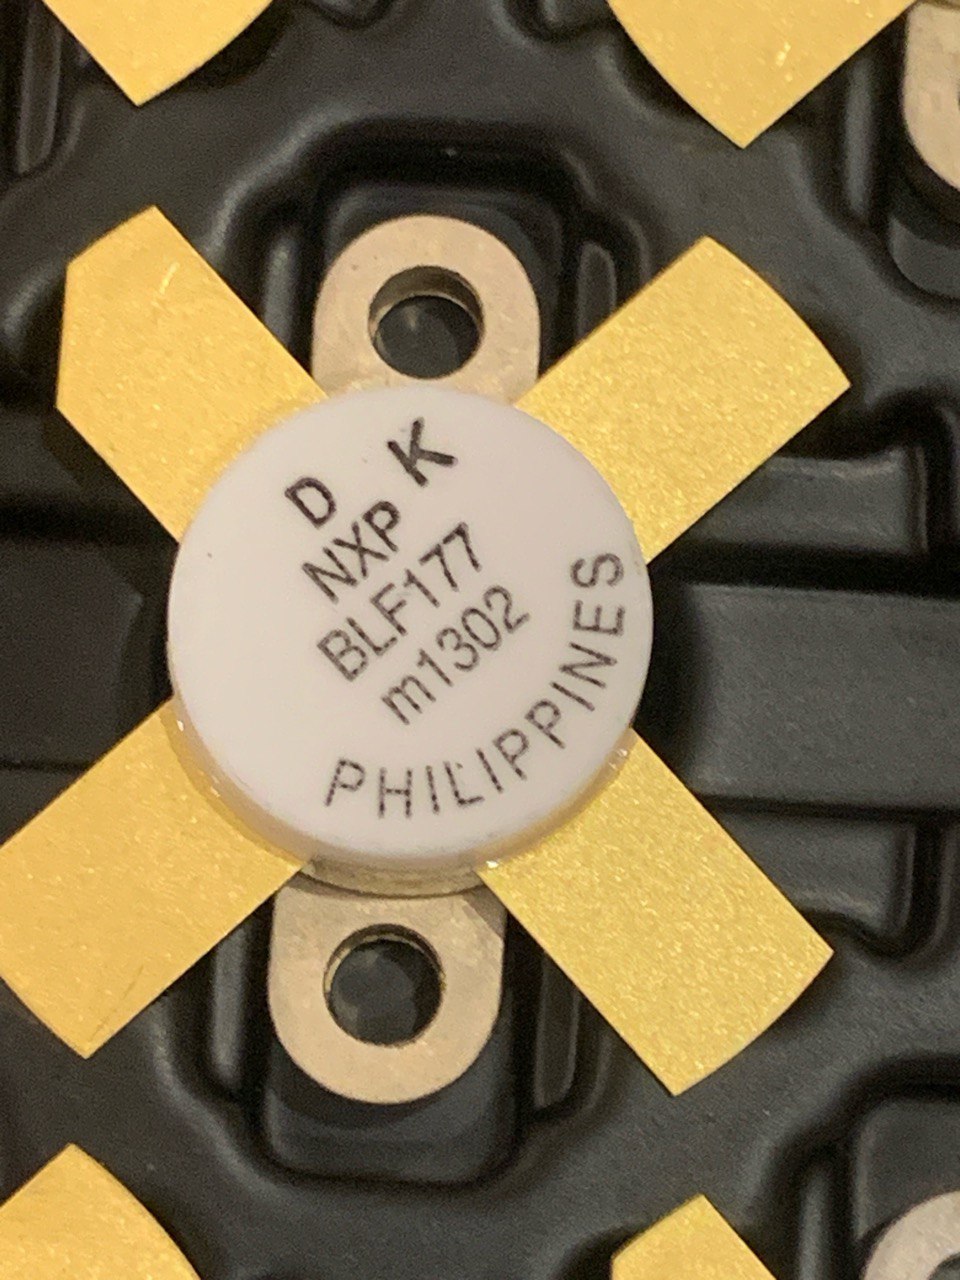 D K
NXP
BLF177
m1302
PHILIPPINES